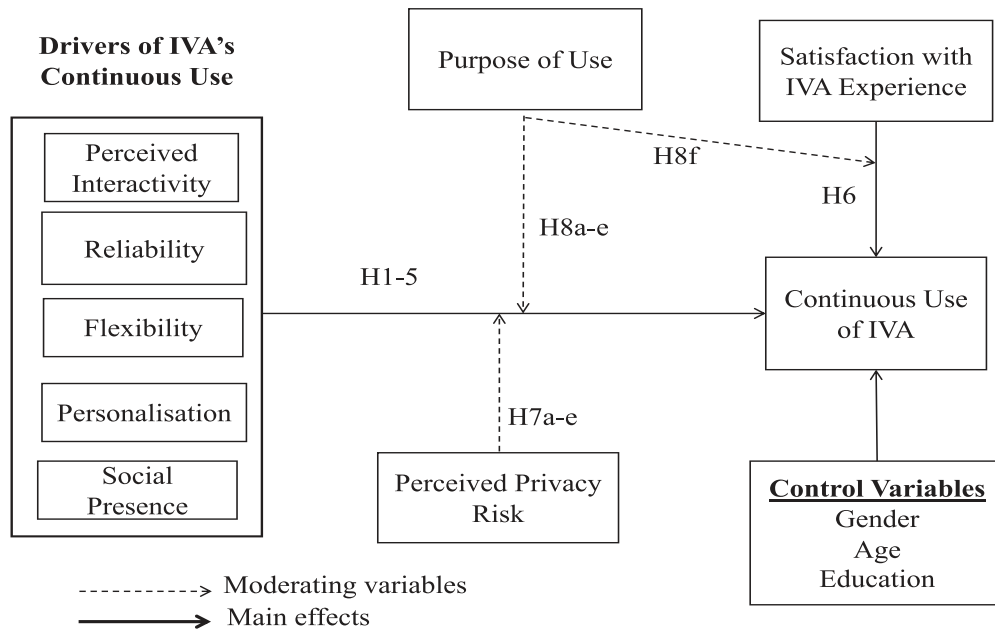 Drivers of IVA's
Continuous Use
Perceived
Interactivity
Reliability
Flexibility
Personalisation
Social
Presence
H1-5
Purpose of Use
H8f
H8a-e
H7a-e
Perceived Privacy
Risk
Satisfaction with
IVA Experience
H6
Continuous Use
of IVA
Control Variables
Gender
Age
Education
Moderating variables
Main effects